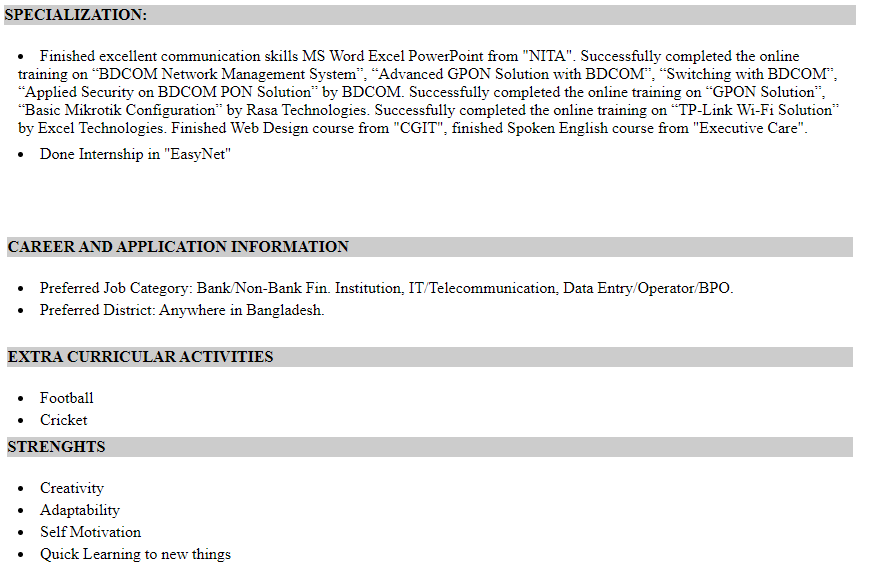 SPECIALIZATION:
• Finished excellent communication skills MS Word Excel PowerPoint from "NITA". Successfully completed the online
training on “BDCOM Network Management System”, “Advanced GPON Solution with BDCOM”, “Switching with BDCOM”,
“Applied Security on BDCOM PON Solution” by BDCOM. Successfully completed the online training on “GPON Solution”,
“Basic Mikrotik Configuration” by Rasa Technologies. Successfully completed the online training on “TP-Link Wi-Fi Solution”
by Excel Technologies. Finished Web Design course from "CGIT", finished Spoken English course from "Executive Care".
• Done Internship in "EasyNet"
CAREER AND APPLICATION INFORMATION
• Preferred Job Category: Bank/Non-Bank Fin. Institution, IT/Telecommunication, Data Entry/Operator/BPO.
• Preferred District: Anywhere in Bangladesh.
EXTRA CURRICULAR ACTIVITIES
• Football
• Cricket
STRENGHTS
• Creativity
• Adaptability
• Self Motivation
• Quick Learning to new things